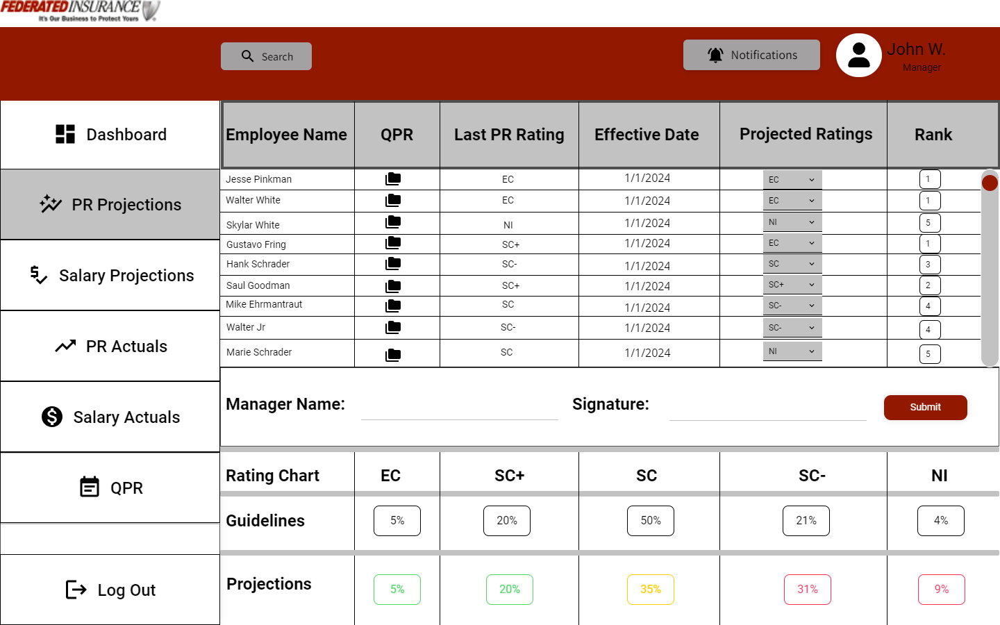 FEDERATED INSURANCE
It's Our Business to Protect Yours
Search
Notifications
John W.
Manager
Dashboard
PR Projections
Salary Projections
PR Actuals
Salary Actuals
QPR
Log Out
Employee Name QPR Last PR Rating Effective Date Projected Ratings Rank
Jesse Pinkman EC 1/1/2024 EC 1
Walter White EC 1/1/2024 EC 1
Skylar White NI 1/1/2024 NI 5
Gustavo Fring SC+ 1/1/2024 EC 1
Hank Schrader SC- 1/1/2024 SC 3
Saul Goodman SC+ 1/1/2024 SC+ 2
Mike Ehrmantraut SC 1/1/2024 SC- 4
Walter Jr SC- 1/1/2024 SC- 4
Marie Schrader SC 1/1/2024 NI 5
Manager Name: Signature: Submit
Rating Chart EC SC+ SC SC- NI
Guidelines 5% 20% 50% 21% 4%
Projections 5% 20% 35% 31% 9%